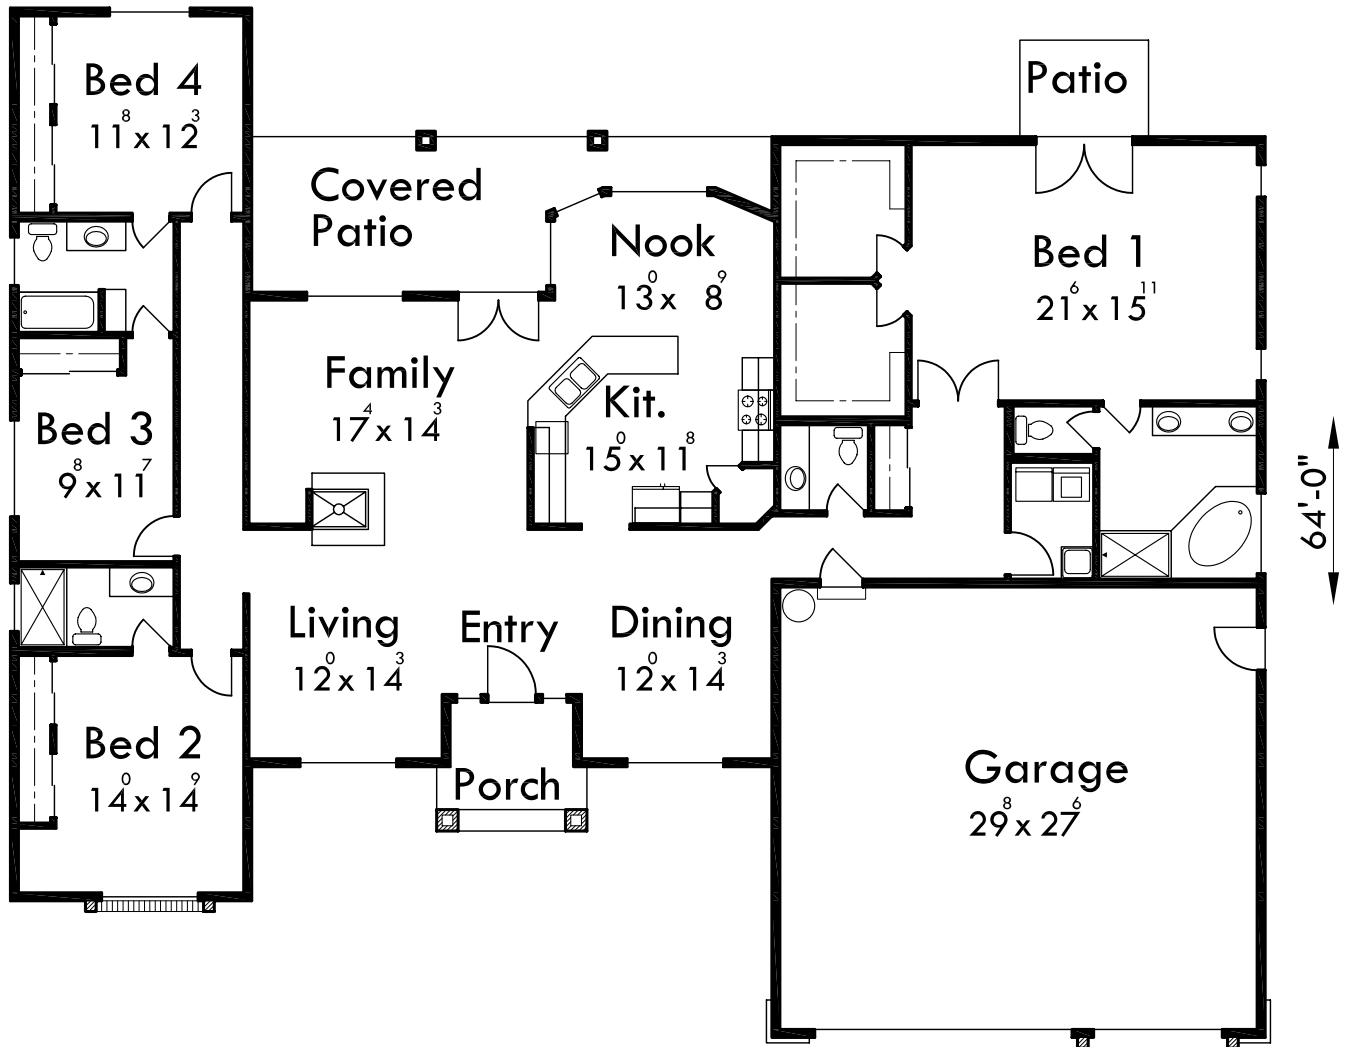 Bed 4
11⁸ x 12³
Patio
Covered
Patio
Nook
13⁰ x 8⁹
Bed 1
21⁶ x 15¹¹
Family
17⁴ x 14³
Kit.
15⁰ x 11⁸
Bed 3
9⁸ x 11⁷
64'-0"
Living
12⁰ x 14³
Entry
Dining
12⁰ x 14³
Bed 2
14⁰ x 14⁹
Porch
Garage
29⁸ x 27⁶